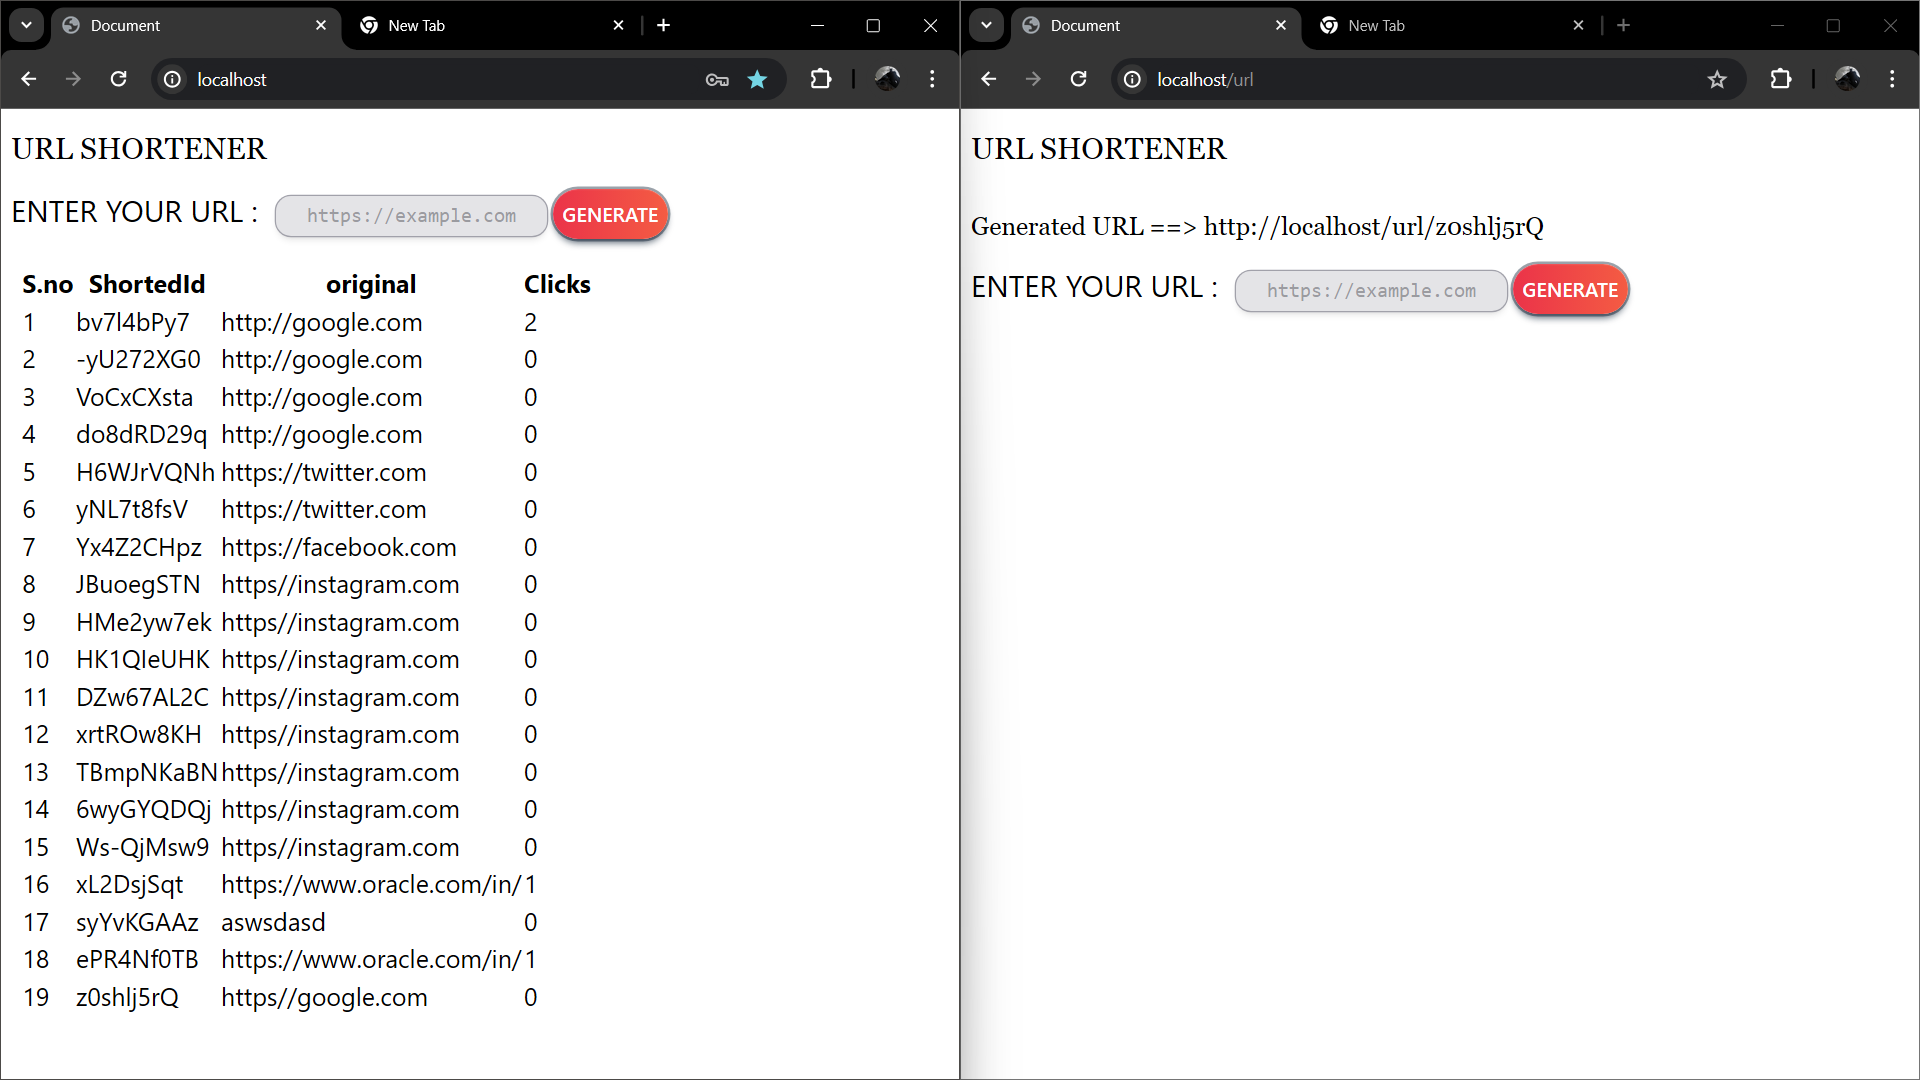 Document
New Tab
localhost
URL SHORTENER
ENTER YOUR URL : https://example.com GENERATE
S.no ShortedId original Clicks
1 bv7l4bPy7 http://google.com 2
2 -yU272XG0 http://google.com 0
3 VoCxCXsta http://google.com 0
4 do8dRD29q http://google.com 0
5 H6WJrVQNh https://twitter.com 0
6 yNL7t8fsV https://twitter.com 0
7 Yx4Z2CHpz https://facebook.com 0
8 JBuoegSTN https//instagram.com 0
9 HMe2yw7ek https//instagram.com 0
10 HK1QIeUHK https//instagram.com 0
11 DZw67AL2C https//instagram.com 0
12 xrtROw8KH https//instagram.com 0
13 TBmpNKaBN https//instagram.com 0
14 6wyGYQDQj https//instagram.com 0
15 Ws-QjMsw9 https//instagram.com 0
16 xL2DsjSqt https://www.oracle.com/in/ 1
17 syYvKGAAz aswsdasd 0
18 ePR4Nf0TB https://www.oracle.com/in/ 1
19 z0shlj5rQ https//google.com 0
Document
New Tab
localhost/url
URL SHORTENER
Generated URL ==> http://localhost/url/z0shlj5rQ
ENTER YOUR URL : https://example.com GENERATE